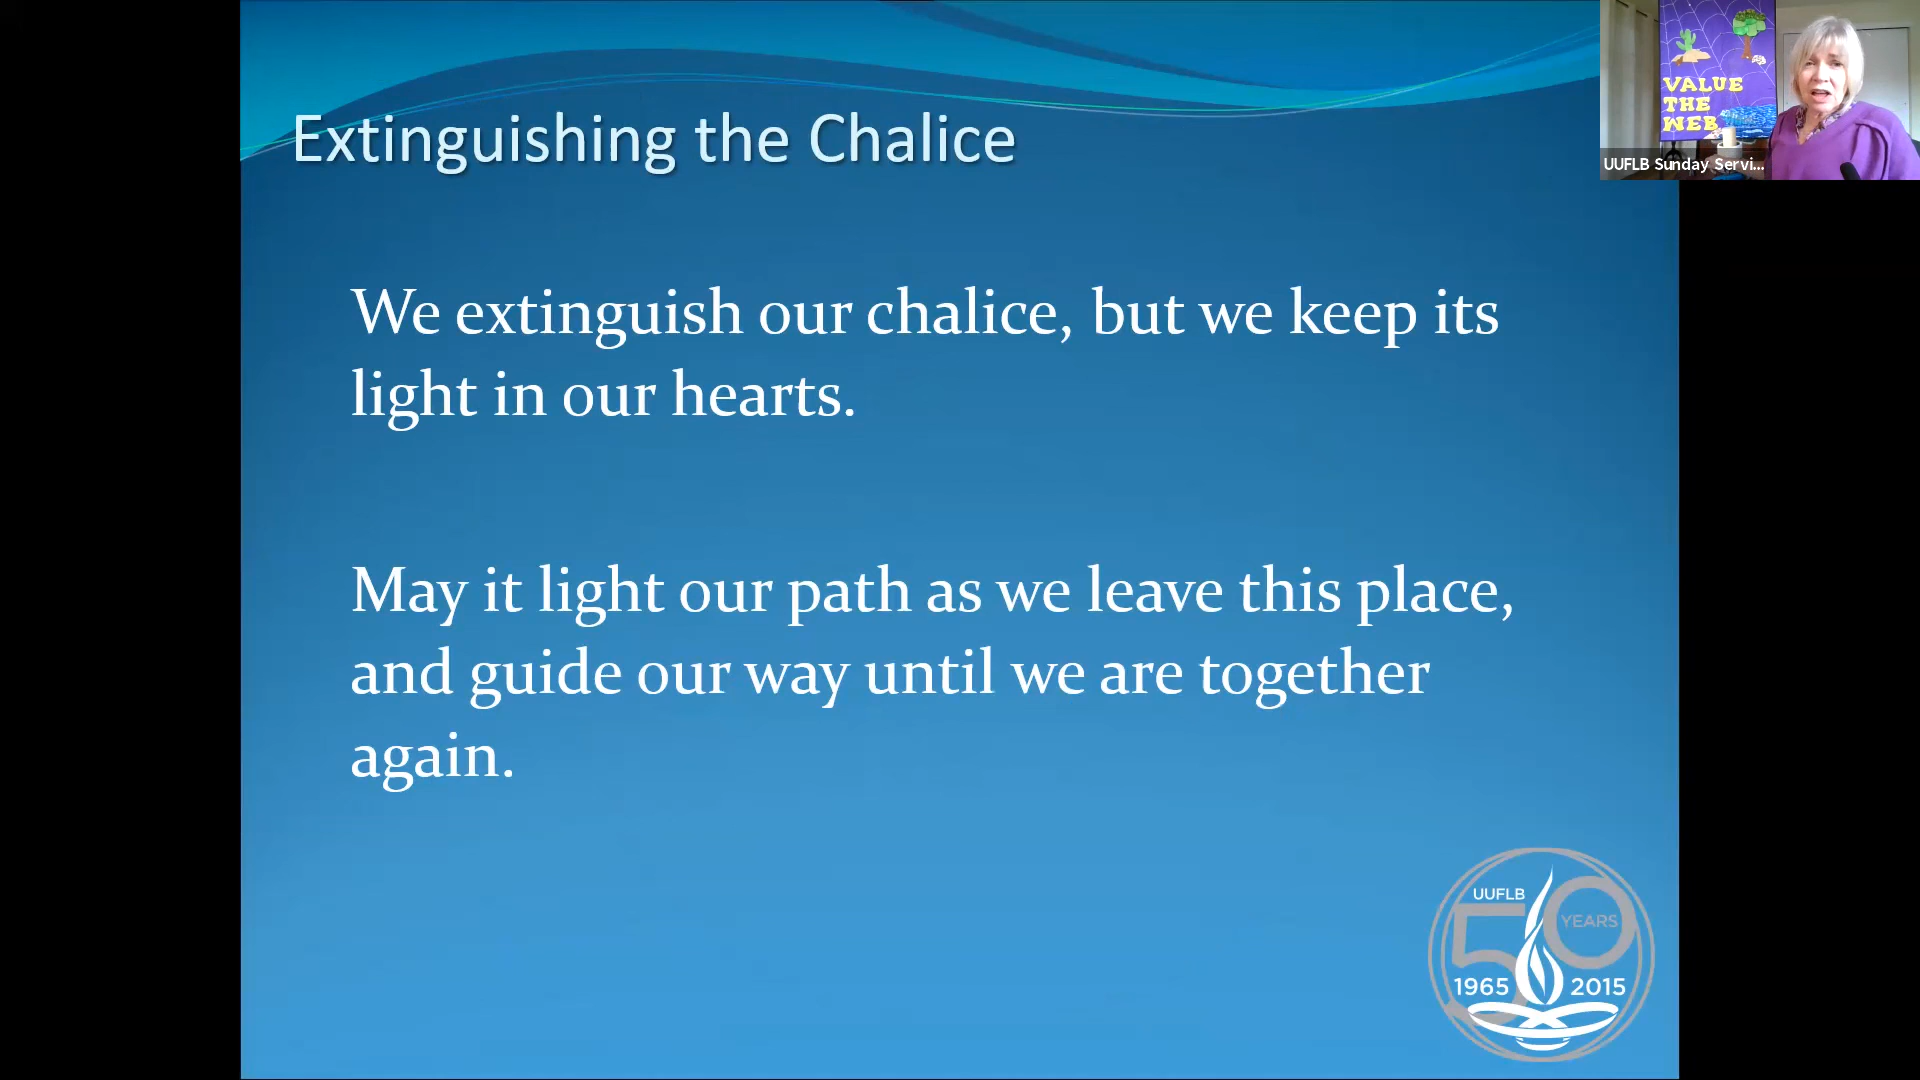 Extinguishing the Chalice
We extinguish our chalice, but we keep its
light in our hearts.
May it light our path as we leave this place,
and guide our way until we are together
again.
VALUE
THE
WEB
UUFLB Sunday Servi...
UUFLB
50
YEARS
1965 2015